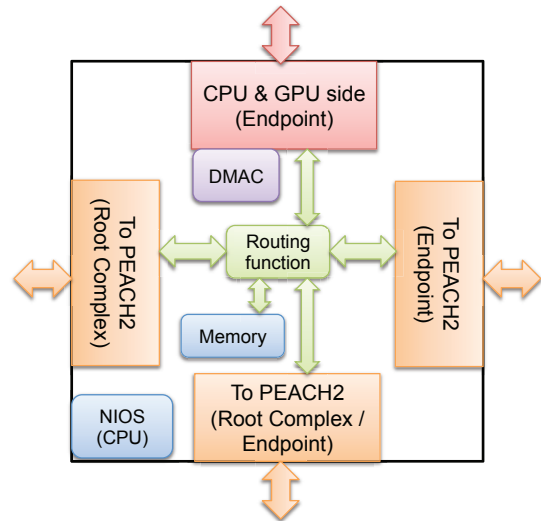 CPU & GPU side
(Endpoint)
DMAC
To PEACH2
(Root Complex)
Routing
function
To PEACH2
(Endpoint)
Memory
To PEACH2
(Root Complex /
Endpoint)
NIOS
(CPU)